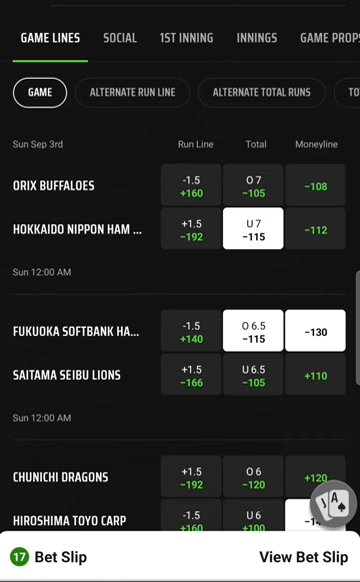 GAME LINES SOCIAL 1ST INNING INNINGS GAME PROPS
GAME ALTERNATE RUN LINE ALTERNATE TOTAL RUNS TO
Sun Sep 3rd Run Line Total Moneyline
-1.5 O 7
ORIX BUFFALOES +160 −105 −108
+1.5 U 7
HOKKAIDO NIPPON HAM ... −192 −115 −112
Sun 12:00 AM
-1.5 O 6.5
FUKUOKA SOFTBANK HA... +140 −115 −130
+1.5 U 6.5
SAITAMA SEIBU LIONS −166 −105 +110
Sun 12:00 AM
+1.5 O 6
CHUNICHI DRAGONS −192 −120 +120
-1.5 U 6
HIROSHIMA TOYO CARP +160 +100
A
17 Bet Slip View Bet Slip